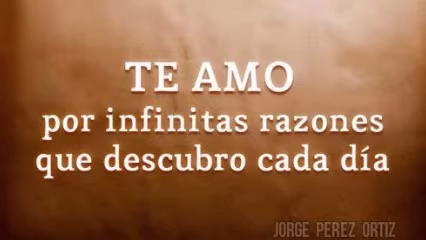 TE AMO
por infinitas razones
que descubro cada día
JORGE PEREZ ORTIZ